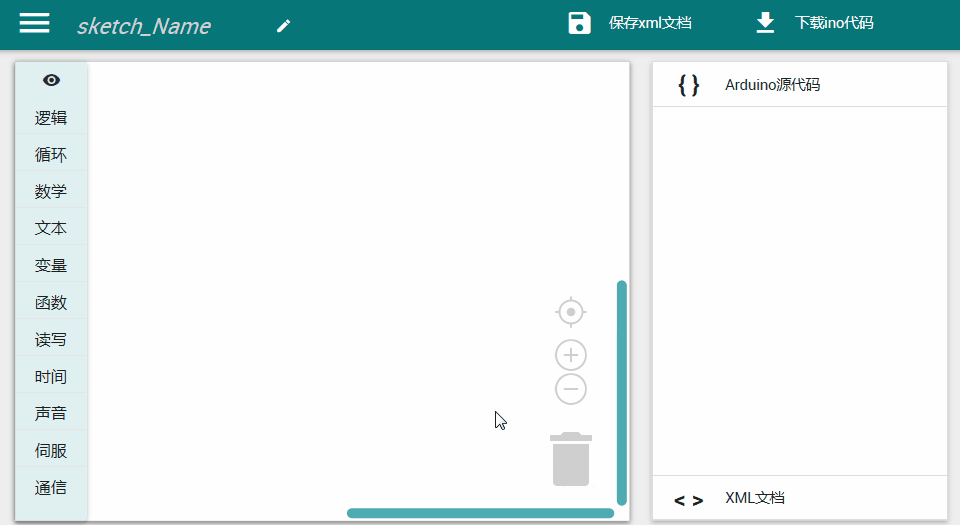 sketch_Name
保存xml文档
下载ino代码
逻辑
循环
数学
文本
变量
函数
读写
时间
声音
伺服
通信
{ } Arduino源代码
< > XML文档